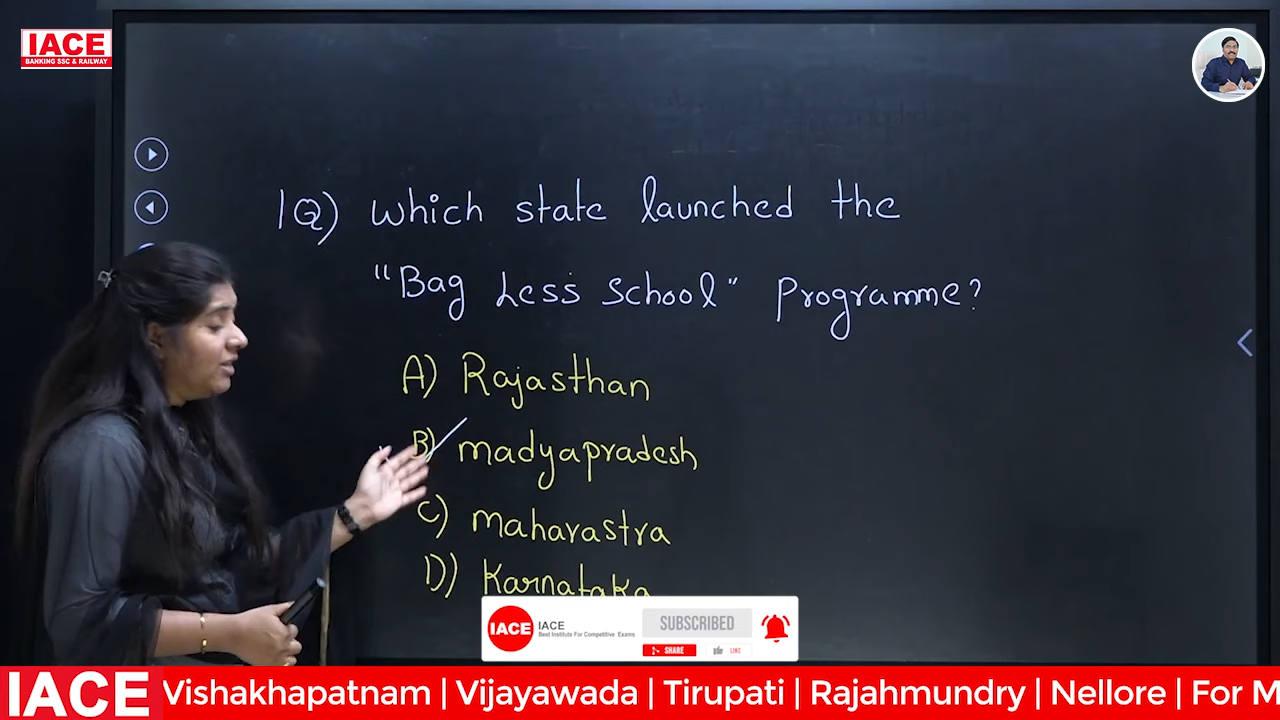 IACE
BANKING SSC & RAILWAY
1Q) Which state launched the
"Bag Less School" Programme?
A) Rajasthan
B) madyapradesh
C) maharastra
D) Karnataka
IACE
IACE
Best Institute For Competitive Exams
SUBSCRIBED
SHARE
LIKE
IACE Vishakhapatnam | Vijayawada | Tirupati | Rajahmundry | Nellore | For M